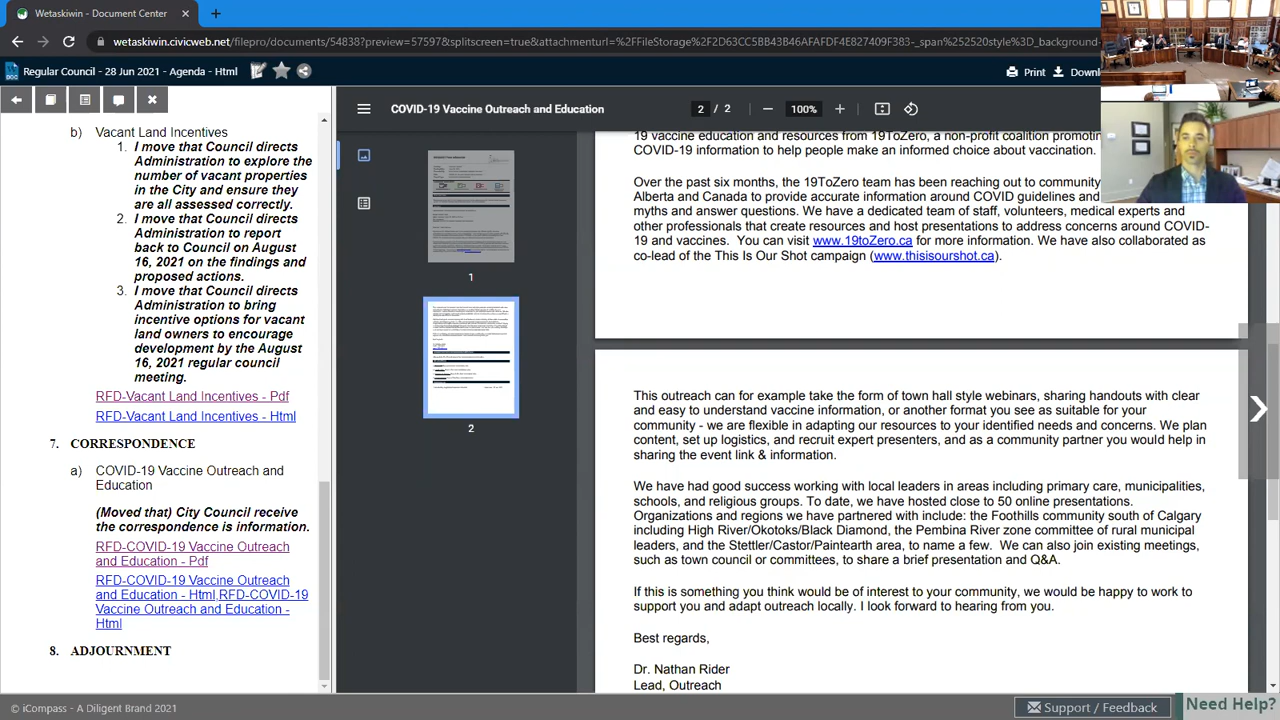 Wetaskiwin - Document Center
wetaskiwin.civicweb.net/filepro/documents/54838?preview=
Regular Council - 28 Jun 2021 - Agenda - Html
Print
Downl
COVID-19 Vaccine Outreach and Education
2 / 2
100%
b) Vacant Land Incentives
1. I move that Council directs
Administration to explore the
number of vacant properties
in the City and ensure they
are all assessed correctly.
2. I move that Council directs
Administration to report
back to Council on August
16, 2021 on the findings and
proposed actions.
3. I move that Council directs
Administration to bring
incentive options for vacant
land owners to encourage
development by the August
16, 2021 regular council
meeting.
RFD-Vacant Land Incentives - Pdf
RFD-Vacant Land Incentives - Html
7. CORRESPONDENCE
a) COVID-19 Vaccine Outreach and
Education
(Moved that) City Council receive
the correspondence is information.
RFD-COVID-19 Vaccine Outreach
and Education - Pdf
RFD-COVID-19 Vaccine Outreach
and Education - Html,RFD-COVID-19
Vaccine Outreach and Education -
Html
8. ADJOURNMENT
1
2
19 vaccine education and resources from 19ToZero, a non-profit coalition promoting
COVID-19 information to help people make an informed choice about vaccination.
Over the past six months, the 19ToZero team has been reaching out to community
Alberta and Canada to provide accurate information around COVID guidelines and
myths and answer questions. We have a dedicated team of staff, volunteers, medical experts and
other professionals that create resources and host presentations to address concerns around COVID-
19 and vaccines. You can visit www.19toZero.ca for more information. We have also collaborated as
co-lead of the This Is Our Shot campaign (www.thisisourshot.ca).
This outreach can for example take the form of town hall style webinars, sharing handouts with clear
and easy to understand vaccine information, or another format you see as suitable for your
community - we are flexible in adapting our resources to your identified needs and concerns. We plan
content, set up logistics, and recruit expert presenters, and as a community partner you would help in
sharing the event link & information.
We have had good success working with local leaders in areas including primary care, municipalities,
schools, and religious groups. To date, we have hosted close to 50 online presentations.
Organizations and regions we have partnered with include: the Foothills community south of Calgary
including High River/Okotoks/Black Diamond, the Pembina River zone committee of rural municipal
leaders, and the Stettler/Castor/Paintearth area, to name a few. We can also join existing meetings,
such as town council or committees, to share a brief presentation and Q&A.
If this is something you think would be of interest to your community, we would be happy to work to
support you and adapt outreach locally. I look forward to hearing from you.
Best regards,
Dr. Nathan Rider
Lead, Outreach
iCompass - A Diligent Brand 2021
Support / Feedback
Need Help?